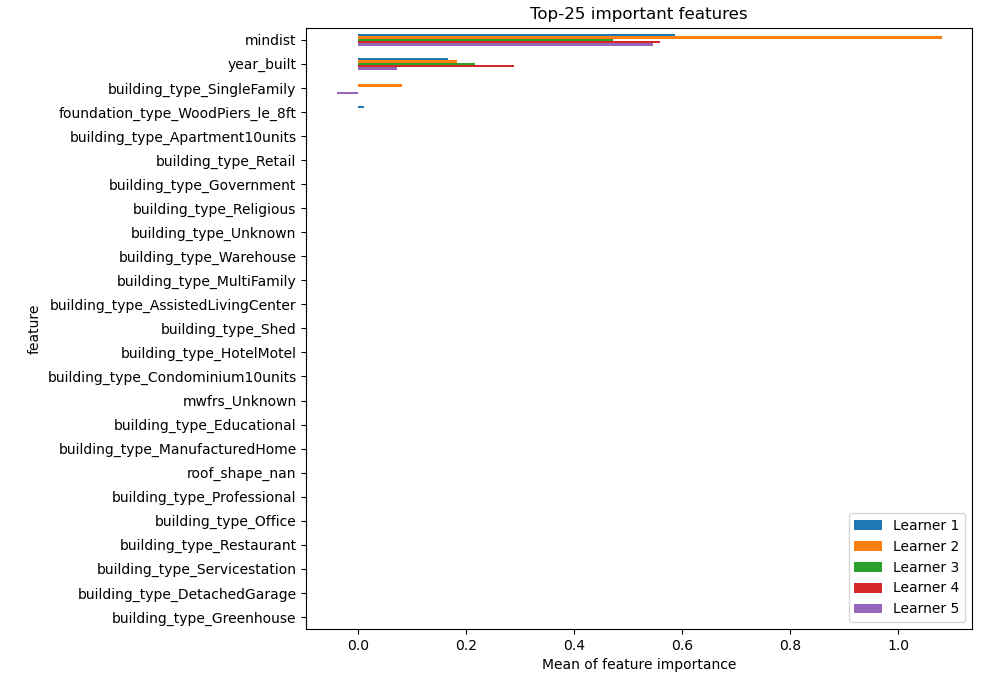 Top-25 important features
mindist
year_built
building_type_SingleFamily
foundation_type_WoodPiers_le_8ft
building_type_Apartment10units
building_type_Retail
building_type_Government
building_type_Religious
building_type_Unknown
building_type_Warehouse
building_type_MultiFamily
building_type_AssistedLivingCenter
building_type_Shed
building_type_HotelMotel
building_type_Condominium10units
mwfrs_Unknown
building_type_Educational
building_type_ManufacturedHome
roof_shape_nan
building_type_Professional
building_type_Office
building_type_Restaurant
building_type_Servicestation
building_type_DetachedGarage
building_type_Greenhouse
feature
Learner 1
Learner 2
Learner 3
Learner 4
Learner 5
0.0 0.2 0.4 0.6 0.8 1.0
Mean of feature importance